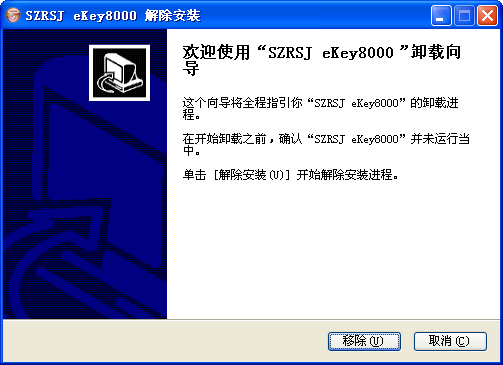 SZRSJ eKey8000 解除安装
欢迎使用“SZRSJ eKey8000 ”卸载向
导
这个向导将全程指引你“SZRSJ eKey8000”的卸载进
程。
在开始卸载之前，确认“SZRSJ eKey8000”并未运行当
中。
单击 [解除安装(U)] 开始解除安装进程。
移除(U)
取消(C)